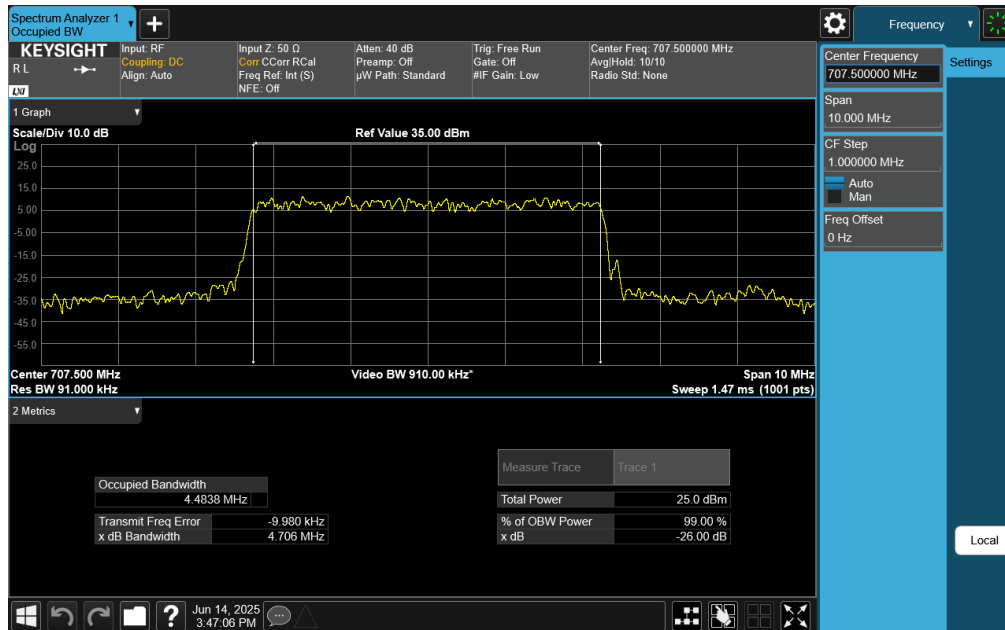 Spectrum Analyzer 1
Occupied BW
+
Frequency
KEYSIGHT
R L
LXI
Input: RF
Coupling: DC
Align: Auto
Input Z: 50 Ω
Corr CCorr RCal
Freq Ref: Int (S)
NFE: Off
Atten: 40 dB
Preamp: Off
µW Path: Standard
Trig: Free Run
Gate: Off
#IF Gain: Low
Center Freq: 707.500000 MHz
Avg|Hold: 10/10
Radio Std: None
Center Frequency
707.500000 MHz
Settings
Span
10.000 MHz
CF Step
1.000000 MHz
Auto
Man
Freq Offset
0 Hz
Local
1 Graph
Scale/Div 10.0 dB
Ref Value 35.00 dBm
Log
25.0
15.0
5.00
-5.00
-15.0
-25.0
-35.0
-45.0
-55.0
Center 707.500 MHz
Video BW 910.00 kHz*
Span 10 MHz
Res BW 91.000 kHz
Sweep 1.47 ms (1001 pts)
2 Metrics
Measure Trace
Trace 1
Occupied Bandwidth
4.4838 MHz
Total Power
25.0 dBm
Transmit Freq Error
-9.980 kHz
% of OBW Power
99.00 %
x dB Bandwidth
4.706 MHz
x dB
-26.00 dB
?
Jun 14, 2025
3:47:06 PM